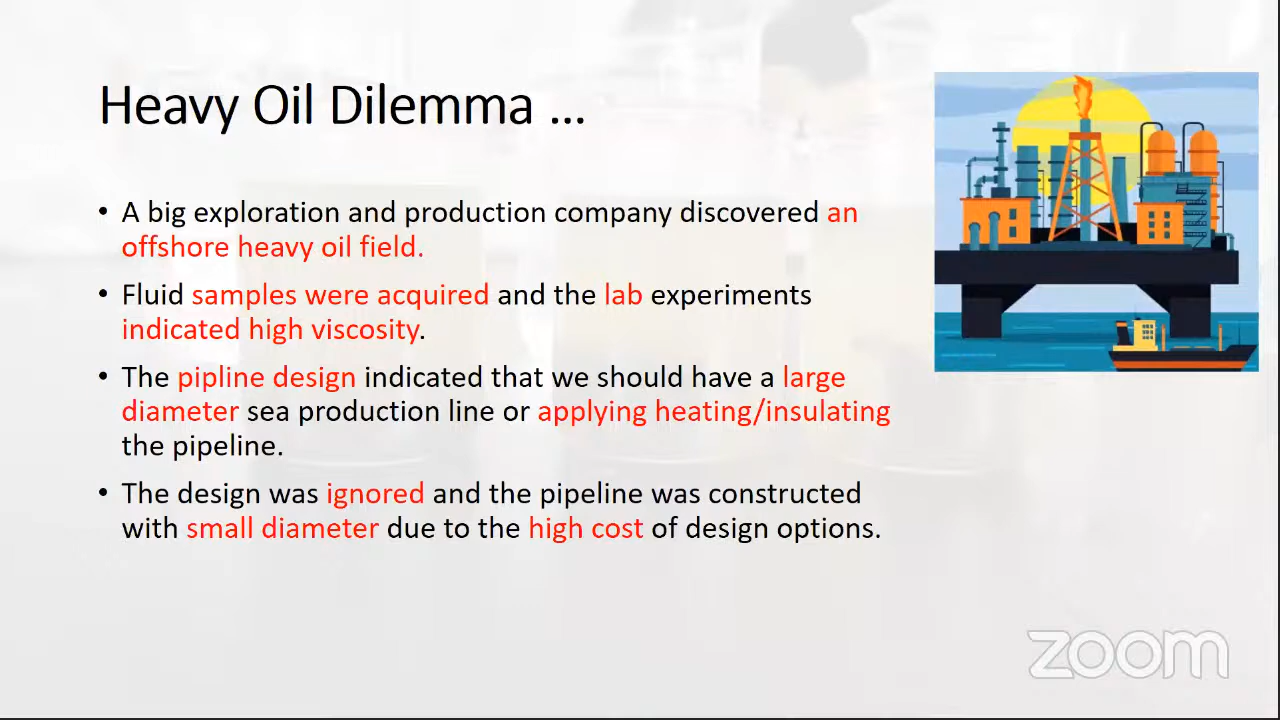 Heavy Oil Dilemma ...
• A big exploration and production company discovered an
offshore heavy oil field.
• Fluid samples were acquired and the lab experiments
indicated high viscosity.
• The pipline design indicated that we should have a large
diameter sea production line or applying heating/insulating
the pipeline.
• The design was ignored and the pipeline was constructed
with small diameter due to the high cost of design options.
zoom